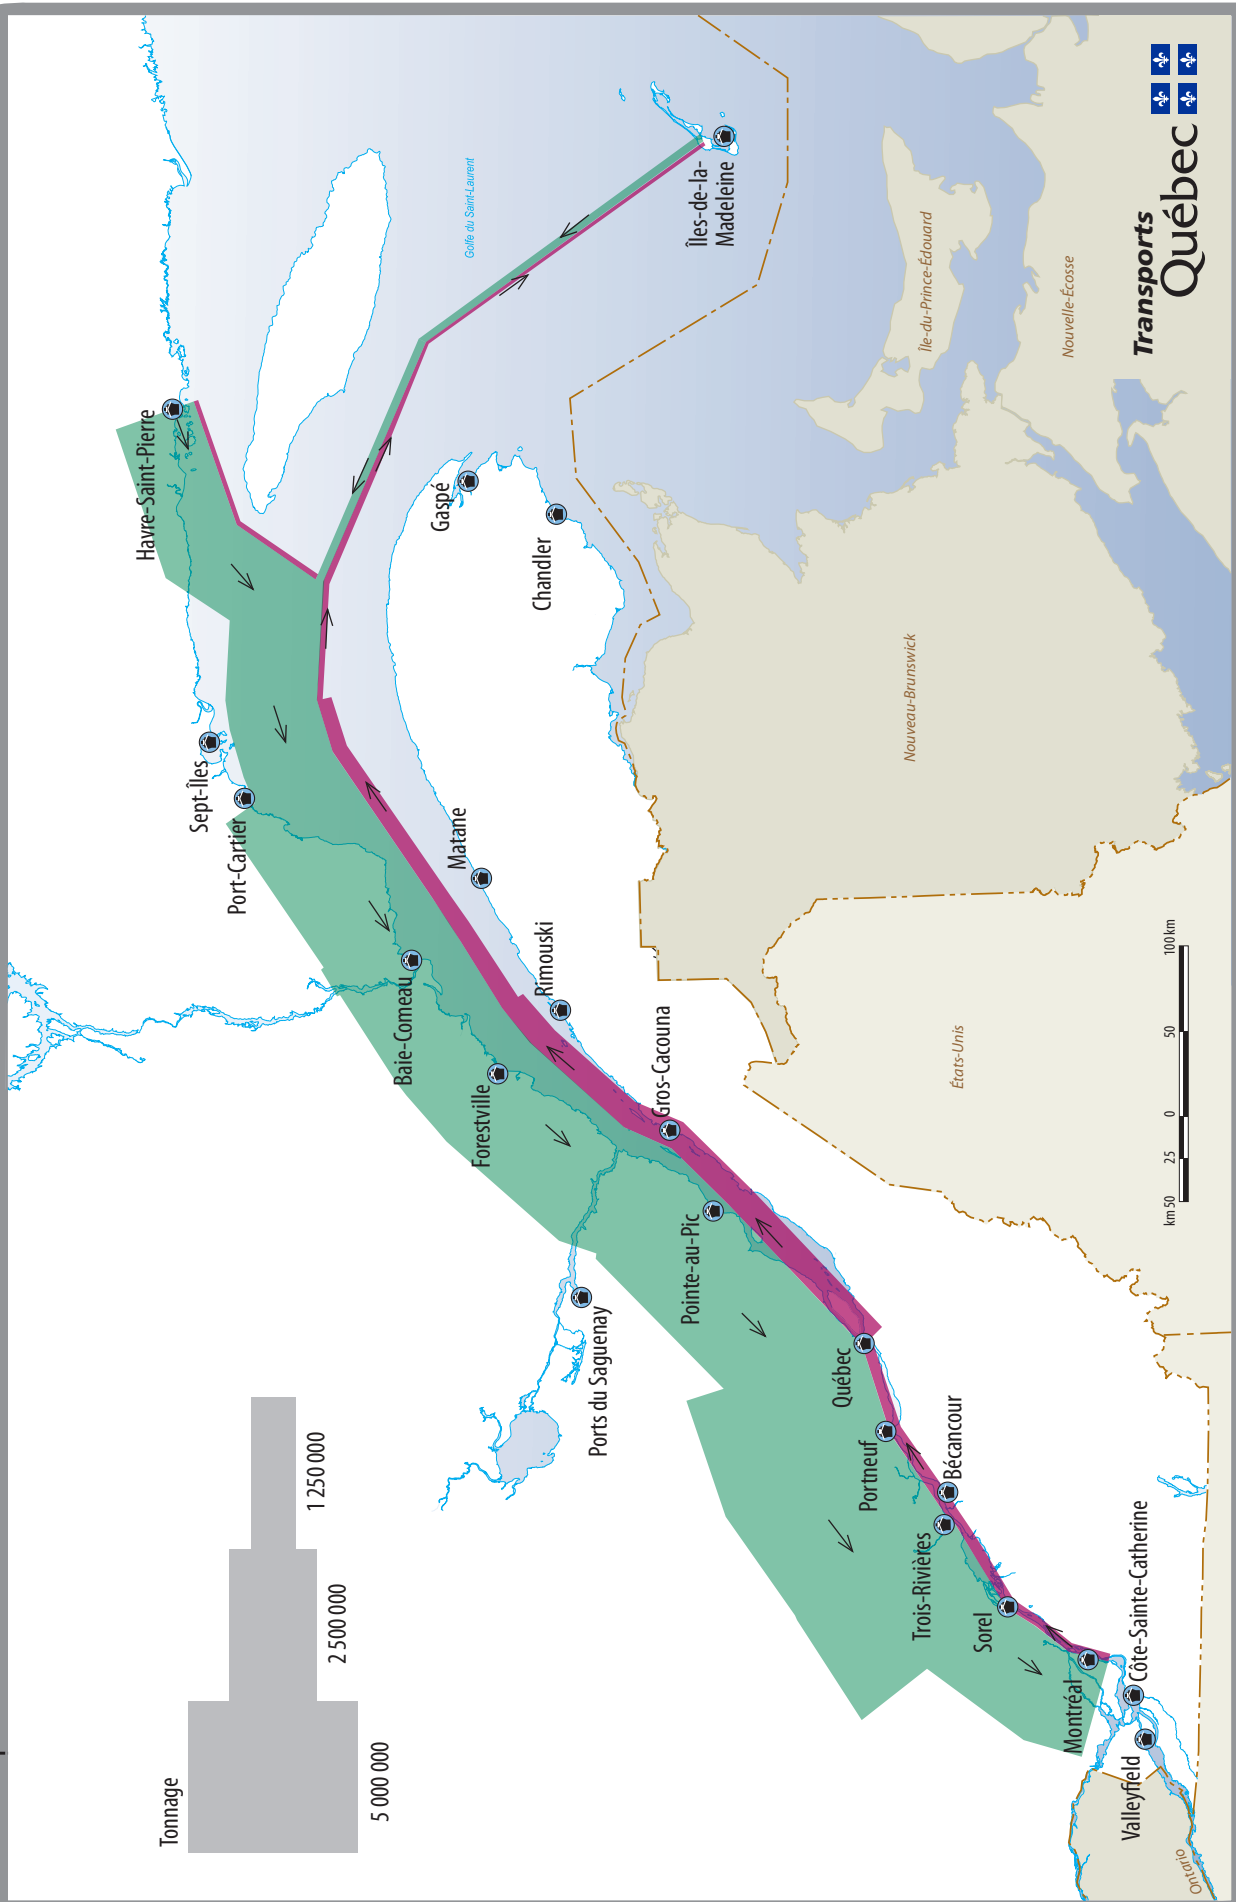 Tonnage
5 000 000
2 500 000
1 250 000
Havre-Saint-Pierre
Sept-Îles
Port-Cartier
Baie-Comeau
Forestville
Ports du Saguenay
Pointe-au-Pic
Québec
Portneuf
Bécancour
Trois-Rivières
Sorel
Montréal
Côte-Sainte-Catherine
Valleyfield
Gros-Cacouna
Rimouski
Matane
Gaspé
Chandler
Îles-de-la-
Madeleine
Golfe du Saint-Laurent
Île-du-Prince-Édouard
Nouvelle-Écosse
Nouveau-Brunswick
États-Unis
Ontario
km 50 25 0 50 100 km
Transports
Québec